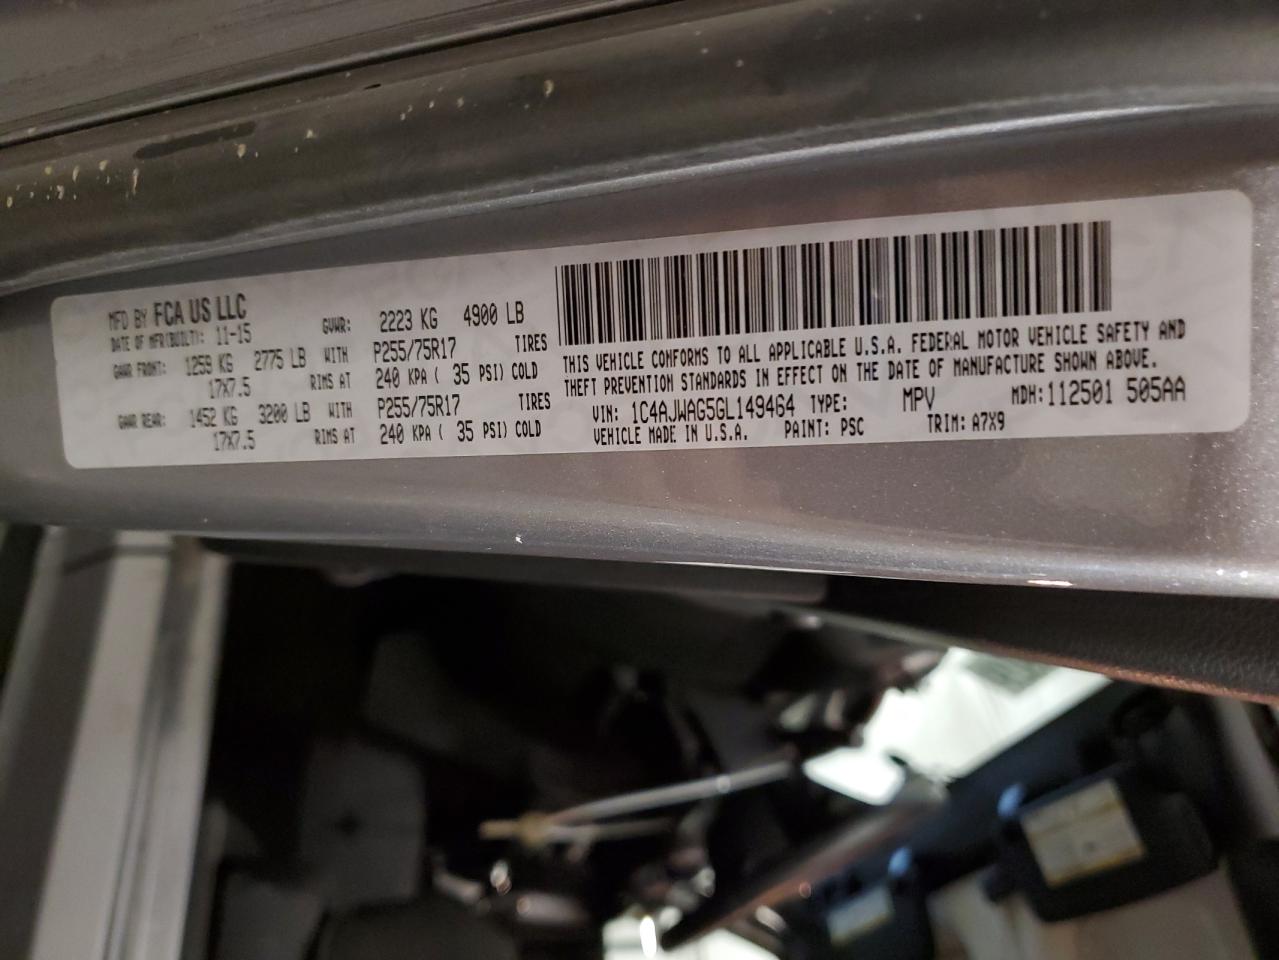 MFD BY FCA US LLC
DATE OF MFR(BUILT): 11-15 GVWR: 2223 KG 4900 LB
GAWR FRONT: 1259 KG 2775 LB WITH P255/75R17 TIRES
17X7.5 RIMS AT 240 KPA ( 35 PSI) COLD
GAWR REAR: 1452 KG 3200 LB WITH P255/75R17 TIRES
17X7.5 RIMS AT 240 KPA ( 35 PSI) COLD
THIS VEHICLE CONFORMS TO ALL APPLICABLE U.S.A. FEDERAL MOTOR VEHICLE SAFETY AND
THEFT PREVENTION STANDARDS IN EFFECT ON THE DATE OF MANUFACTURE SHOWN ABOVE.
VIN: 1C4AJWAG5GL149464 TYPE: MPV MDH:112501 505AA
VEHICLE MADE IN U.S.A. PAINT: PSC TRIM: A7X9